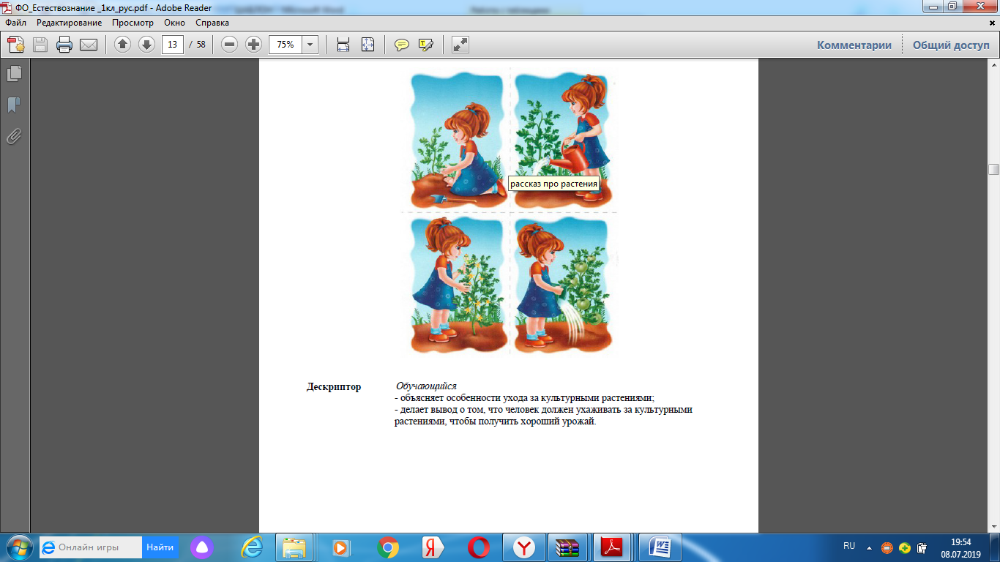 ФО_Естествознание _1кл_рус.pdf - Adobe Reader
Файл Редактирование Просмотр Окно Справка
13 / 58 75% Комментарии Общий доступ
рассказ про растения
Дескриптор Обучающийся
- объясняет особенности ухода за культурными растениями;
- делает вывод о том, что человек должен ухаживать за культурными
растениями, чтобы получить хороший урожай.
Онлайн игры Найти RU 19:54
08.07.2019